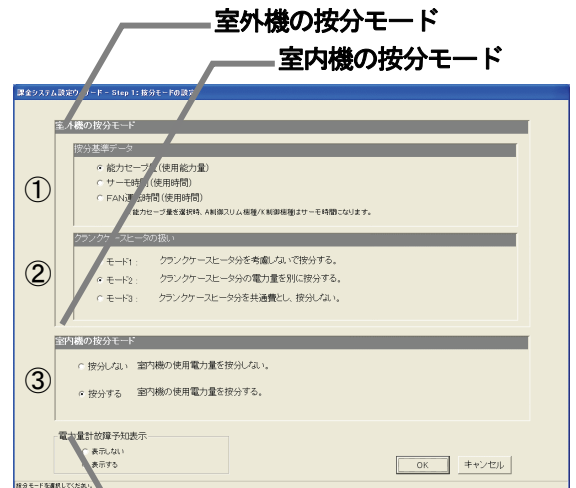 室外機の按分モード
室内機の按分モード
課金システム設定ウィザード - Step 1: 按分モードの設定
室外機の按分モード
按分基準データ
①
能力セーブ量(使用能力量)
サーモ時間(使用時間)
FAN運転時間(使用時間)
能力セーブ量を選択時、A制御スリム機種/K制御機種はサーモ時間になります。
クランクケースヒータの扱い
②
モード1: クランクケースヒータ分を考慮しないで按分する。
モード2: クランクケースヒータ分の電力量を別に按分する。
モード3: クランクケースヒータ分を共通費とし、按分しない。
室内機の按分モード
③
按分しない 室内機の使用電力量を按分しない。
按分する 室内機の使用電力量を按分する。
電力量計故障予知表示
表示しない
表示する
OK キャンセル
按分モードを選択してください。